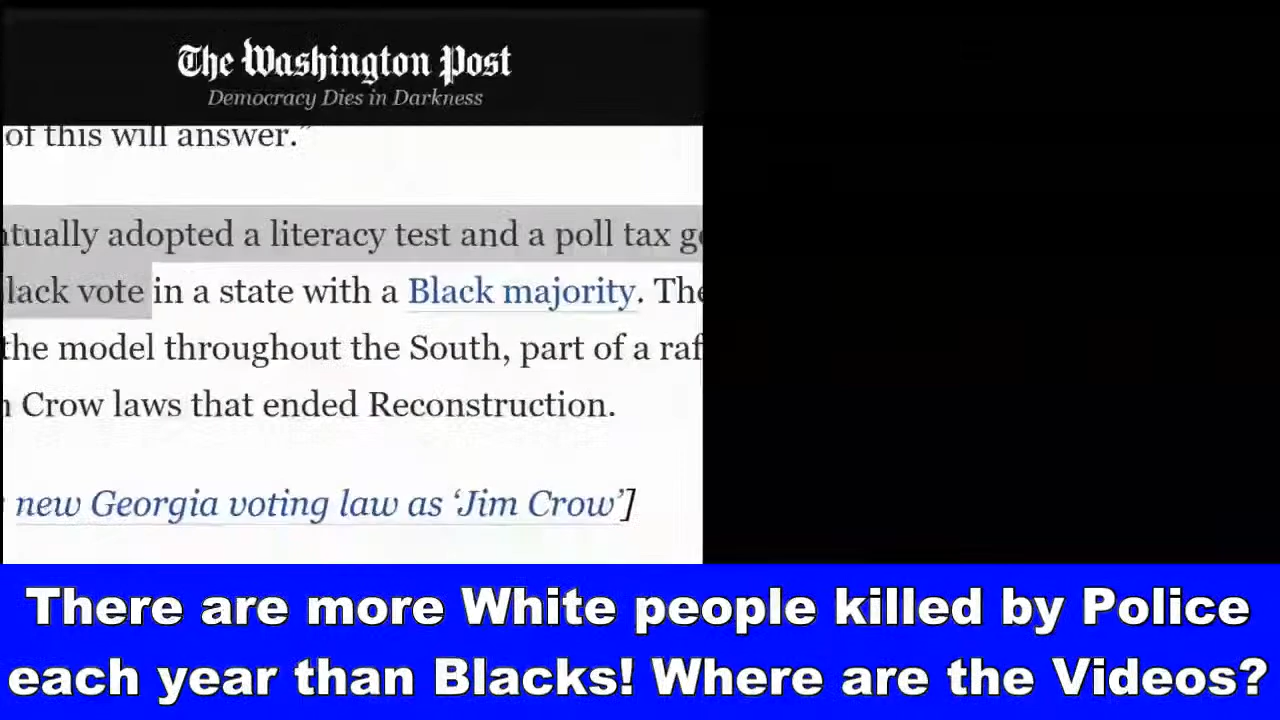 The Washington Post
Democracy Dies in Darkness
of this will answer.”
tually adopted a literacy test and a poll tax g
lack vote in a state with a Black majority. The
the model throughout the South, part of a raf
Crow laws that ended Reconstruction.
new Georgia voting law as ‘Jim Crow’]
There are more White people killed by Police
each year than Blacks! Where are the Videos?